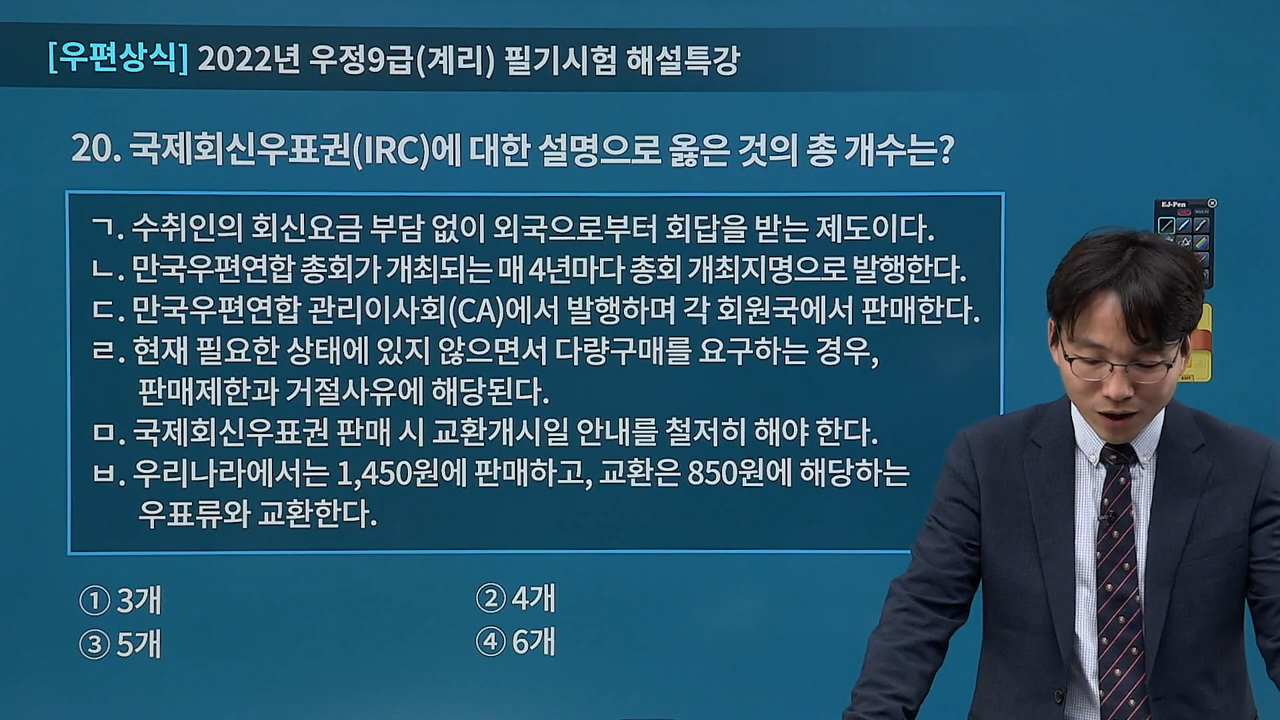 [우편상식] 2022년 우정9급(계리) 필기시험 해설특강
20. 국제회신우표권(IRC)에 대한 설명으로 옳은 것의 총 개수는?
ㄱ. 수취인의 회신요금 부담 없이 외국으로부터 회답을 받는 제도이다.
ㄴ. 만국우편연합 총회가 개최되는 매 4년마다 총회 개최지명으로 발행한다.
ㄷ. 만국우편연합 관리이사회(CA)에서 발행하며 각 회원국에서 판매한다.
ㄹ. 현재 필요한 상태에 있지 않으면서 다량구매를 요구하는 경우,
판매제한과 거절사유에 해당된다.
ㅁ. 국제회신우표권 판매 시 교환개시일 안내를 철저히 해야 한다.
ㅂ. 우리나라에서는 1,450원에 판매하고, 교환은 850원에 해당하는
우표류와 교환한다.
① 3개
② 4개
③ 5개
④ 6개
EJ-Pen